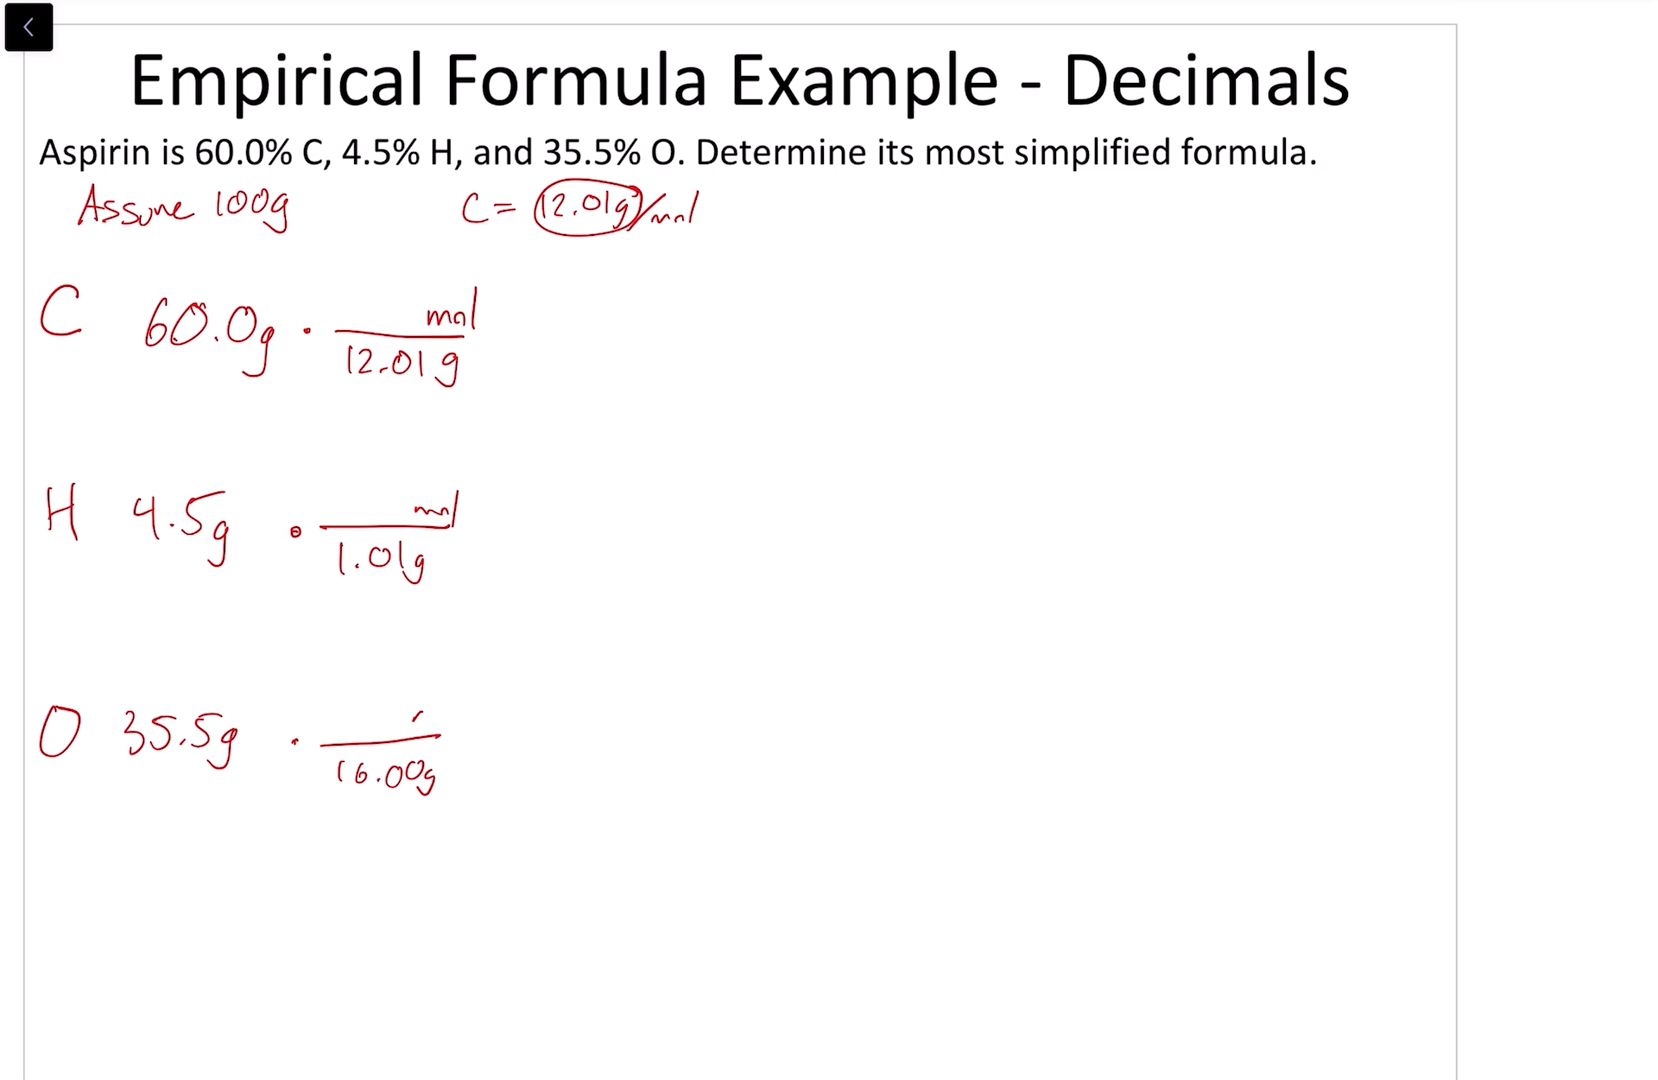 Empirical Formula Example - Decimals
Aspirin is 60.0% C, 4.5% H, and 35.5% O. Determine its most simplified formula.
Assume 100g C = 12.01g/mol
C 60.0g · mol
12.01g
H 4.5g · mol
1.01g
O 35.5g ·
16.00g